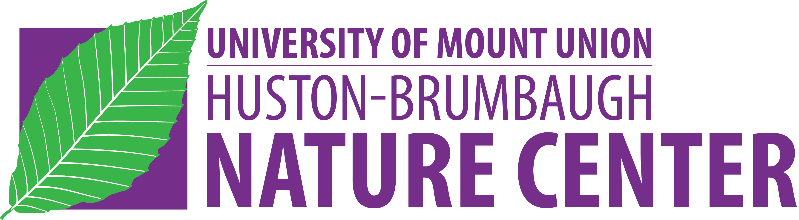 UNIVERSITY OF MOUNT UNION
HUSTON-BRUMBAUGH
NATURE CENTER